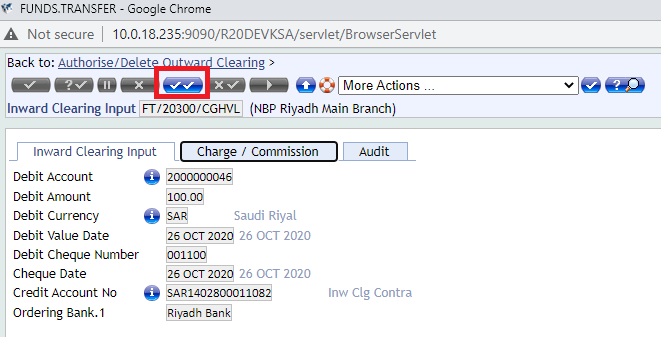 FUNDS.TRANSFER - Google Chrome
Not secure | 10.0.18.235:9090/R20DEVKSA/servlet/BrowserServlet
Back to: Authorise/Delete Outward Clearing >
? More Actions ... ?
Inward Clearing Input FT/20300/CGHVL (NBP Riyadh Main Branch)
Inward Clearing Input Charge / Commission Audit
Debit Account 2000000046
Debit Amount 100.00
Debit Currency SAR Saudi Riyal
Debit Value Date 26 OCT 2020 26 OCT 2020
Debit Cheque Number 001100
Cheque Date 26 OCT 2020 26 OCT 2020
Credit Account No SAR1402800011082 Inw Clg Contra
Ordering Bank.1 Riyadh Bank